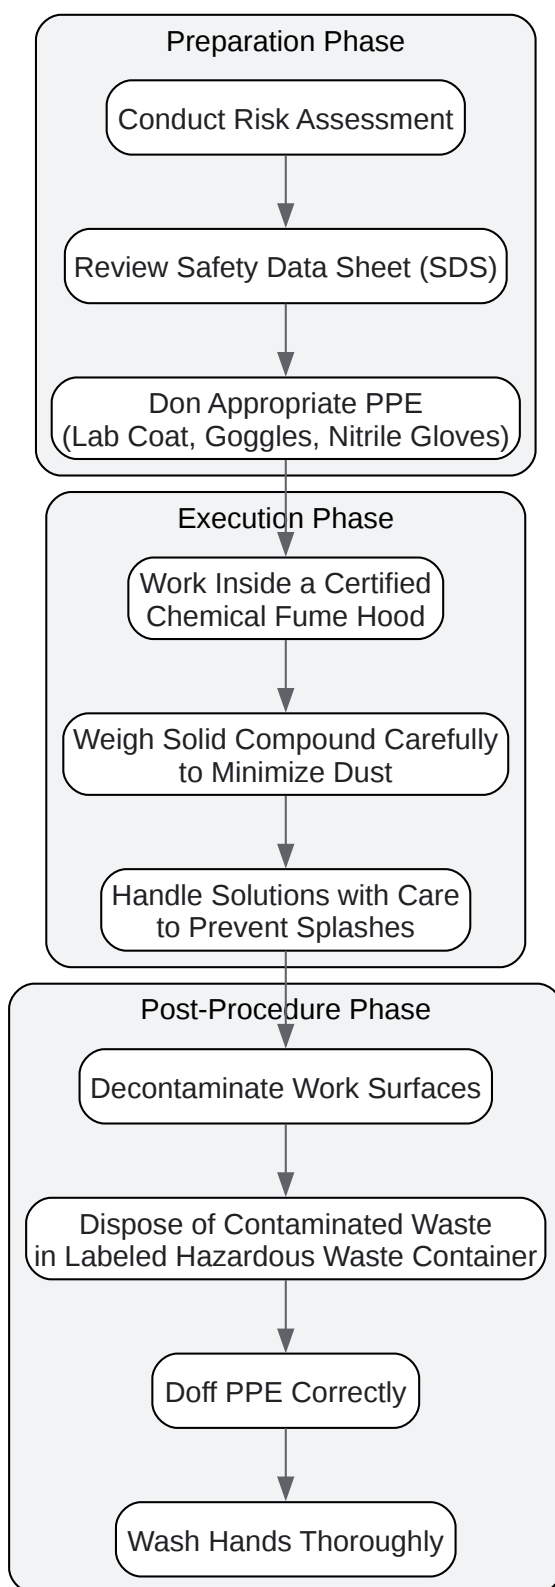 Preparation Phase
Conduct Risk Assessment
Review Safety Data Sheet (SDS)
Don Appropriate PPE
(Lab Coat, Goggles, Nitrile Gloves)
Execution Phase
Work Inside a Certified
Chemical Fume Hood
Weigh Solid Compound Carefully
to Minimize Dust
Handle Solutions with Care
to Prevent Splashes
Post-Procedure Phase
Decontaminate Work Surfaces
Dispose of Contaminated Waste
in Labeled Hazardous Waste Container
Doff PPE Correctly
Wash Hands Thoroughly